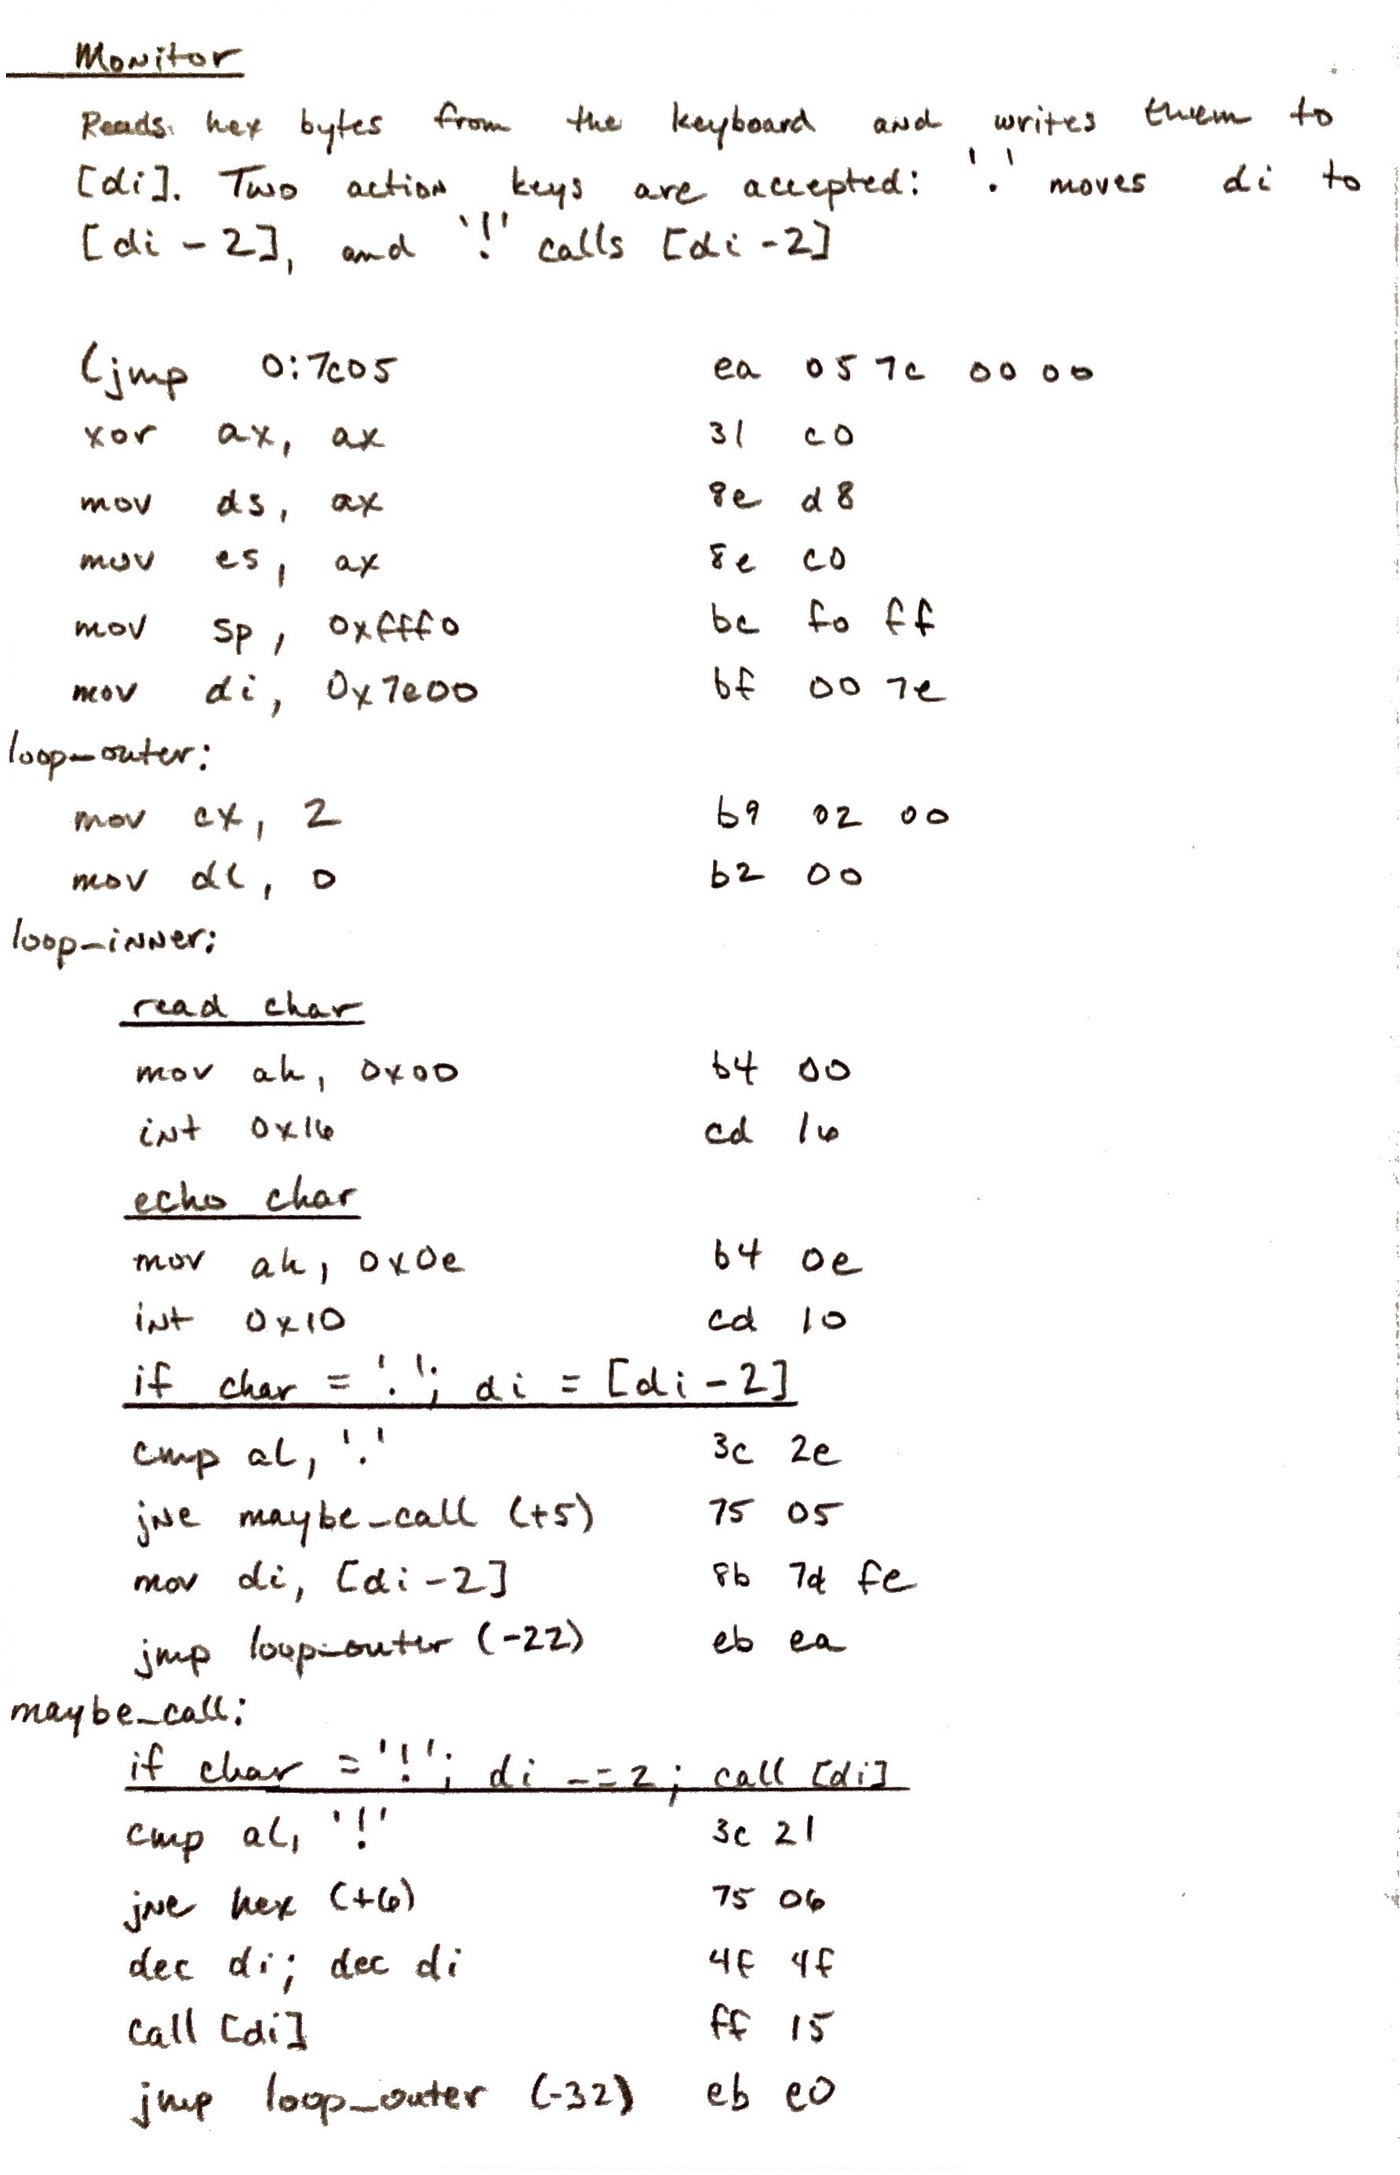 Monitor
Reads hex bytes from the keyboard and writes them to
[di]. Two action keys are accepted: '.' moves di to
[di - 2], and '!' calls [di - 2]
ljmp 0:7c05 ea 05 7c 00 00
xor ax, ax 31 c0
mov ds, ax 8e d8
mov es, ax 8e c0
mov sp, 0xfff0 bc f0 ff
mov di, 0x7e00 bf 00 7e
loop-outer:
mov cx, 2 b9 02 00
mov dl, 0 b2 00
loop-inner:
read char
mov ah, 0x00 b4 00
int 0x16 cd 16
echo char
mov ah, 0x0e b4 0e
int 0x10 cd 10
if char = '.'; di = [di - 2]
cmp al, '.' 3c 2e
jne maybe_call (+5) 75 05
mov di, [di - 2] 8b 7d fe
jmp loop-outer (-22) eb ea
maybe_call:
if char = '!'; di -= 2; call [di]
cmp al, '!' 3c 21
jne hex (+6) 75 06
dec di; dec di 4f 4f
call [di] ff 15
jmp loop_outer (-32) eb e0